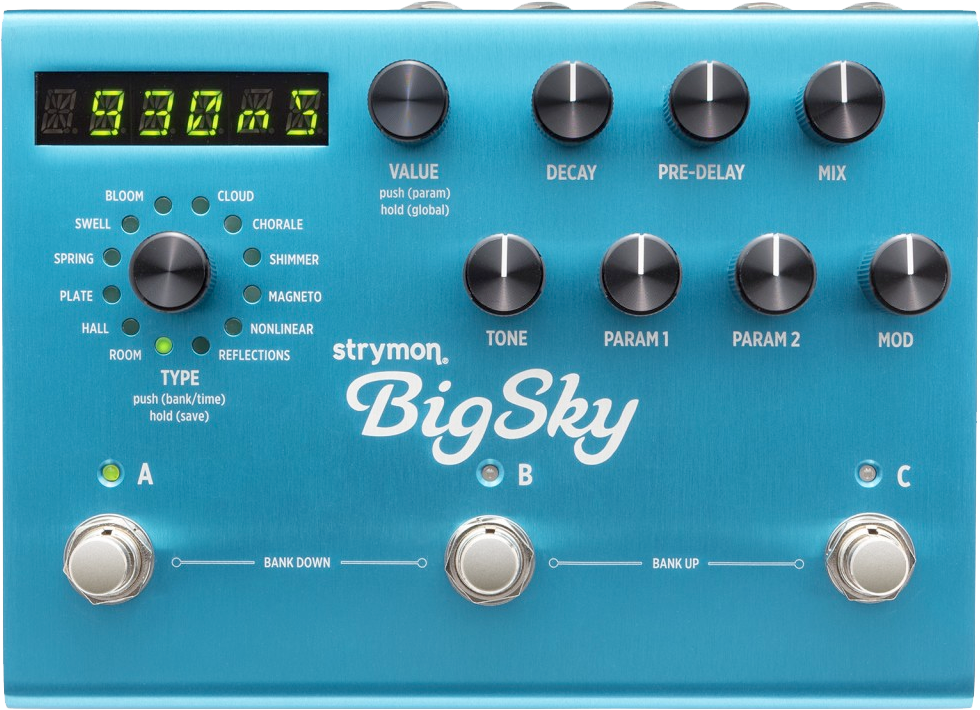 930mS
VALUE
push (param)
hold (global)
DECAY
PRE-DELAY
MIX
BLOOM
CLOUD
SWELL
CHORALE
SPRING
SHIMMER
PLATE
MAGNETO
HALL
NONLINEAR
ROOM
REFLECTIONS
TYPE
push (bank/time)
hold (save)
TONE
PARAM 1
PARAM 2
MOD
strymon®
BigSky
A
B
C
BANK DOWN
BANK UP